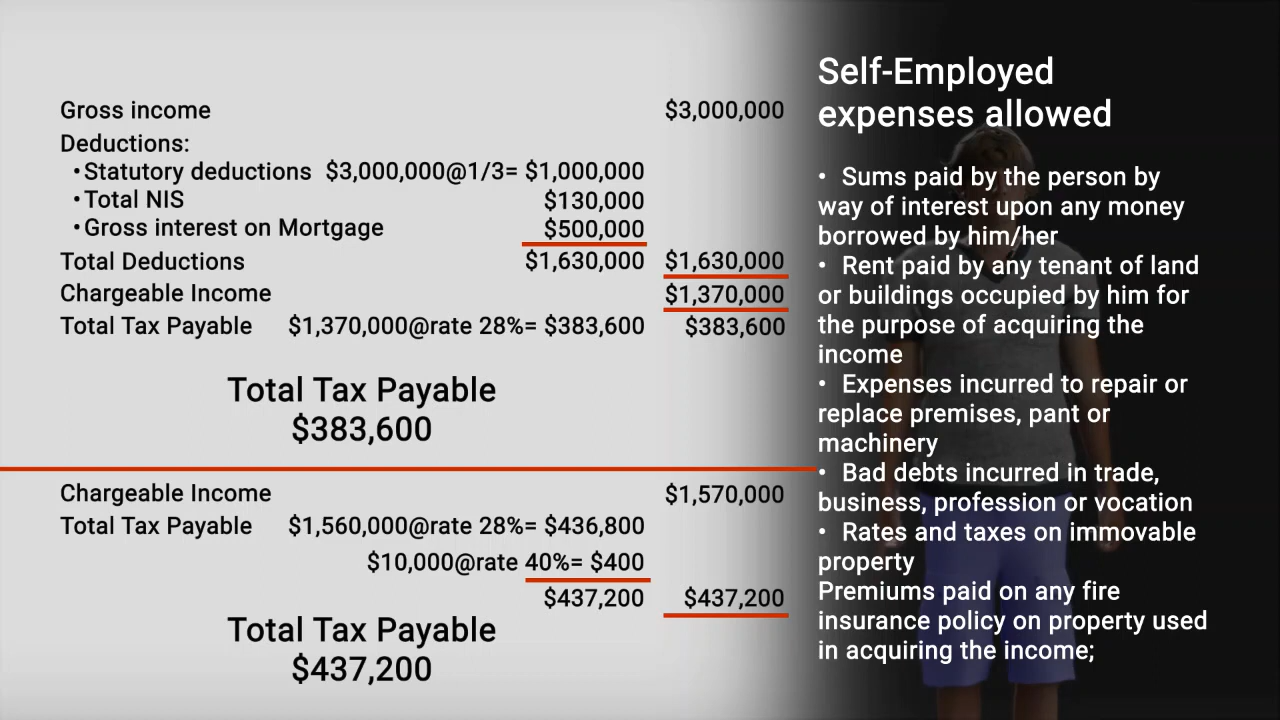 Gross income $3,000,000
Deductions:
•Statutory deductions $3,000,000@1/3= $1,000,000
•Total NIS $130,000
•Gross interest on Mortgage $500,000
Total Deductions $1,630,000 $1,630,000
Chargeable Income $1,370,000
Total Tax Payable $1,370,000@rate 28%= $383,600 $383,600
Total Tax Payable
$383,600
Chargeable Income $1,570,000
Total Tax Payable $1,560,000@rate 28%= $436,800
$10,000@rate 40%= $400
$437,200 $437,200
Total Tax Payable
$437,200
Self-Employed
expenses allowed
• Sums paid by the person by
way of interest upon any money
borrowed by him/her
• Rent paid by any tenant of land
or buildings occupied by him for
the purpose of acquiring the
income
• Expenses incurred to repair or
replace premises, pant or
machinery
• Bad debts incurred in trade,
business, profession or vocation
• Rates and taxes on immovable
property
Premiums paid on any fire
insurance policy on property used
in acquiring the income;